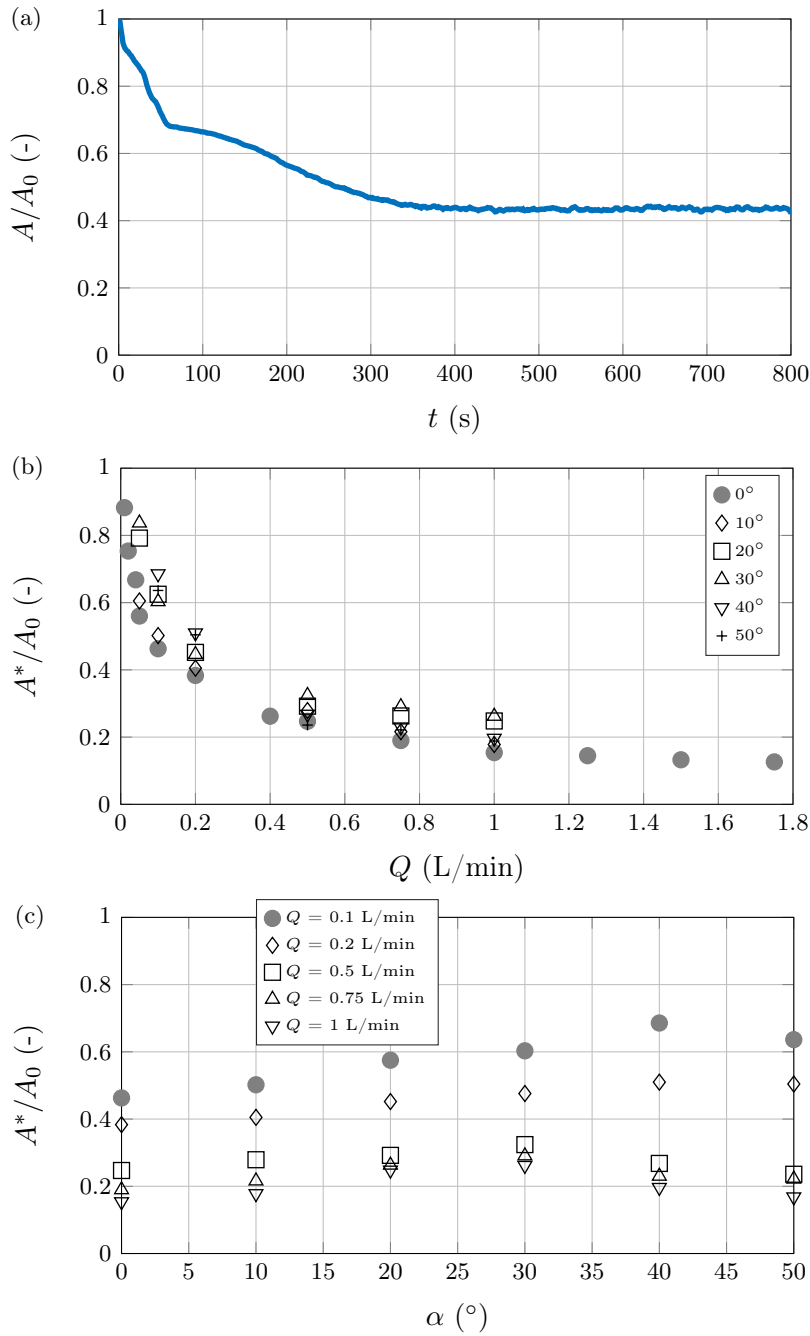 (a)
1
0.8
0.6
0.4
0.2
0
A/A₀ (-)
0 100 200 300 400 500 600 700 800
t (s)
(b)
1
0.8
0.6
0.4
0.2
0
A*/A₀ (-)
0°
10°
20°
30°
40°
50°
0 0.2 0.4 0.6 0.8 1 1.2 1.4 1.6 1.8
Q (L/min)
(c)
1
0.8
0.6
0.4
0.2
0
A*/A₀ (-)
Q = 0.1 L/min
Q = 0.2 L/min
Q = 0.5 L/min
Q = 0.75 L/min
Q = 1 L/min
0 5 10 15 20 25 30 35 40 45 50
α (°)